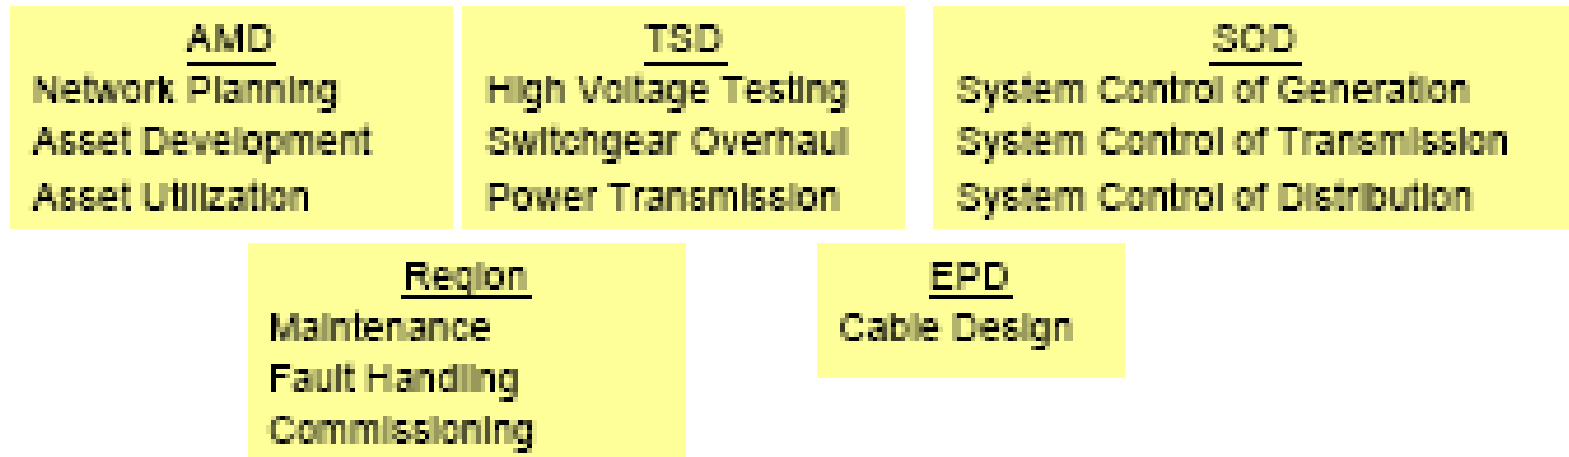 AMD
Network Planning
Asset Development
Asset Utilization
TSD
High Voltage Testing
Switchgear Overhaul
Power Transmission
SOD
System Control of Generation
System Control of Transmission
System Control of Distribution
Region
Maintenance
Fault Handling
Commissioning
EPD
Cable Design